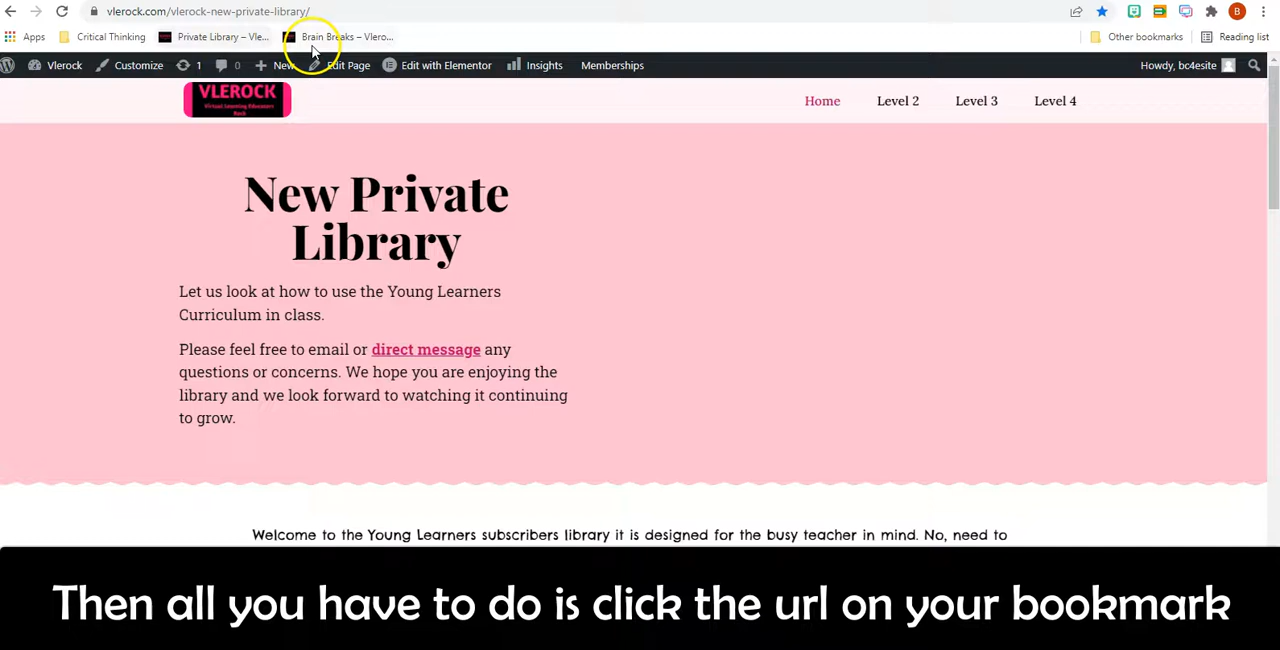 vlerock.com/vlerock-new-private-library/
B
Apps Critical Thinking Private Library – Vle... Brain Breaks – Vlero... Other bookmarks Reading list
Vlerock Customize 1 0 New Edit Page Edit with Elementor Insights Memberships Howdy, bc4esite
VLEROCK
Virtual Learning Educators
Rock
Home Level 2 Level 3 Level 4
New Private
Library
Let us look at how to use the Young Learners
Curriculum in class.
Please feel free to email or direct message any
questions or concerns. We hope you are enjoying the
library and we look forward to watching it continuing
to grow.
Welcome to the Young Learners subscribers library it is designed for the busy teacher in mind. No, need to
Then all you have to do is click the url on your bookmark